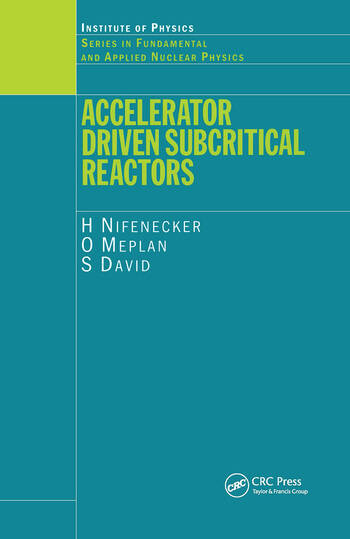 Institute of Physics
Series in Fundamental
and Applied Nuclear Physics
ACCELERATOR
DRIVEN SUBCRITICAL
REACTORS
H Nifenecker
O Meplan
S David
CRC
CRC Press
Taylor & Francis Group